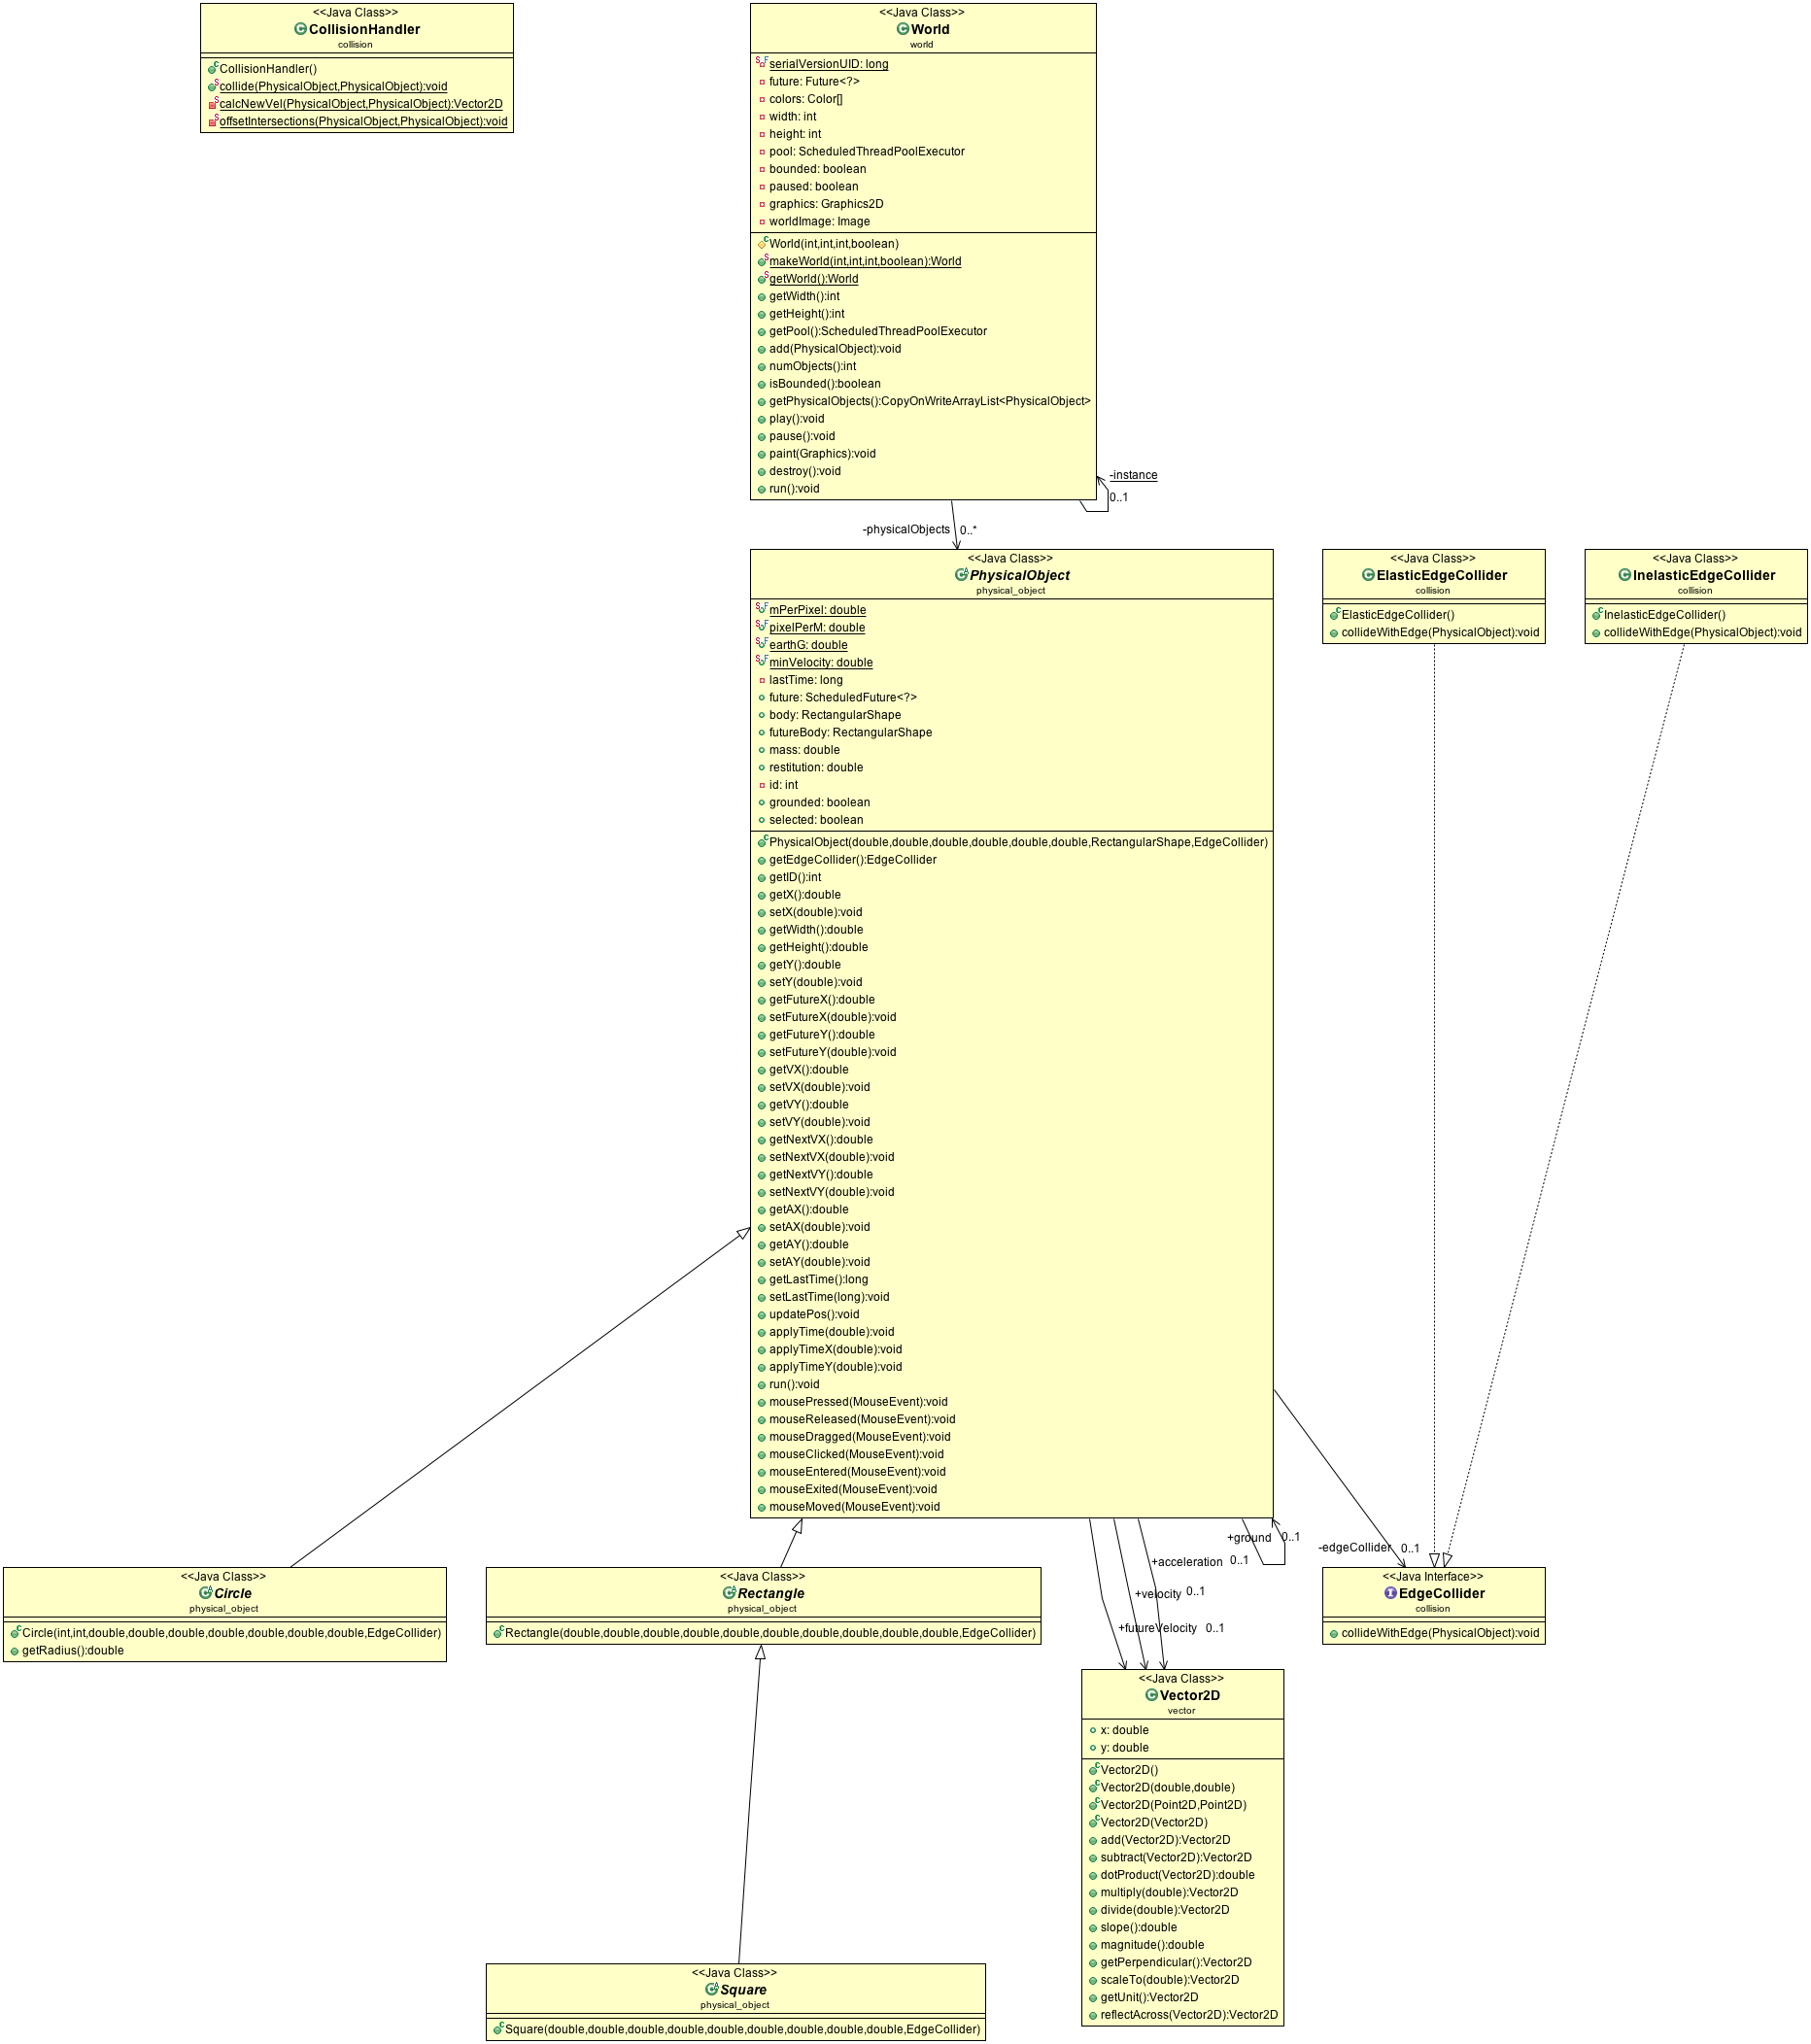 <<Java Class>>
CollisionHandler
collision
CollisionHandler()
collide(PhysicalObject,PhysicalObject):void
calcNewVel(PhysicalObject,PhysicalObject):Vector2D
offsetIntersections(PhysicalObject,PhysicalObject):void
<<Java Class>>
World
world
serialVersionUID: long
future: Future<?>
colors: Color[]
width: int
height: int
pool: ScheduledThreadPoolExecutor
bounded: boolean
paused: boolean
graphics: Graphics2D
worldImage: Image
World(int,int,int,boolean)
makeWorld(int,int,int,boolean):World
getWorld():World
getWidth():int
getHeight():int
getPool():ScheduledThreadPoolExecutor
add(PhysicalObject):void
numObjects():int
isBounded():boolean
getPhysicalObjects():CopyOnWriteArrayList<PhysicalObject>
play():void
pause():void
paint(Graphics):void
destroy():void
run():void
-instance
0..1
-physicalObjects 0..*
<<Java Class>>
PhysicalObject
physical_object
mPerPixel: double
pixelPerM: double
earthG: double
minVelocity: double
lastTime: long
future: ScheduledFuture<?>
body: RectangularShape
futureBody: RectangularShape
mass: double
restitution: double
id: int
grounded: boolean
selected: boolean
PhysicalObject(double,double,double,double,double,double,RectangularShape,EdgeCollider)
getEdgeCollider():EdgeCollider
getID():int
getX():double
setX(double):void
getWidth():double
getHeight():double
getY():double
setY(double):void
getFutureX():double
setFutureX(double):void
getFutureY():double
setFutureY(double):void
getVX():double
setVX(double):void
getVY():double
setVY(double):void
getNextVX():double
setNextVX(double):void
getNextVY():double
setNextVY(double):void
getAX():double
setAX(double):void
getAY():double
setAY(double):void
getLastTime():long
setLastTime(long):void
updatePos():void
applyTime(double):void
applyTimeX(double):void
applyTimeY(double):void
run():void
mousePressed(MouseEvent):void
mouseReleased(MouseEvent):void
mouseDragged(MouseEvent):void
mouseClicked(MouseEvent):void
mouseEntered(MouseEvent):void
mouseExited(MouseEvent):void
mouseMoved(MouseEvent):void
<<Java Class>>
ElasticEdgeCollider
collision
ElasticEdgeCollider()
collideWithEdge(PhysicalObject):void
<<Java Class>>
InelasticEdgeCollider
collision
InelasticEdgeCollider()
collideWithEdge(PhysicalObject):void
+ground 0..1
-edgeCollider 0..1
+acceleration 0..1
+velocity 0..1
+futureVelocity 0..1
<<Java Class>>
Circle
physical_object
Circle(int,int,double,double,double,double,double,double,double,EdgeCollider)
getRadius():double
<<Java Class>>
Rectangle
physical_object
Rectangle(double,double,double,double,double,double,double,double,double,double,double,EdgeCollider)
<<Java Interface>>
EdgeCollider
collision
collideWithEdge(PhysicalObject):void
<<Java Class>>
Vector2D
vector
x: double
y: double
Vector2D()
Vector2D(double,double)
Vector2D(Point2D,Point2D)
Vector2D(Vector2D)
add(Vector2D):Vector2D
subtract(Vector2D):Vector2D
dotProduct(Vector2D):double
multiply(double):Vector2D
divide(double):Vector2D
slope():double
magnitude():double
getPerpendicular():Vector2D
scaleTo(double):Vector2D
getUnit():Vector2D
reflectAcross(Vector2D):Vector2D
<<Java Class>>
Square
physical_object
Square(double,double,double,double,double,double,double,double,double,EdgeCollider)